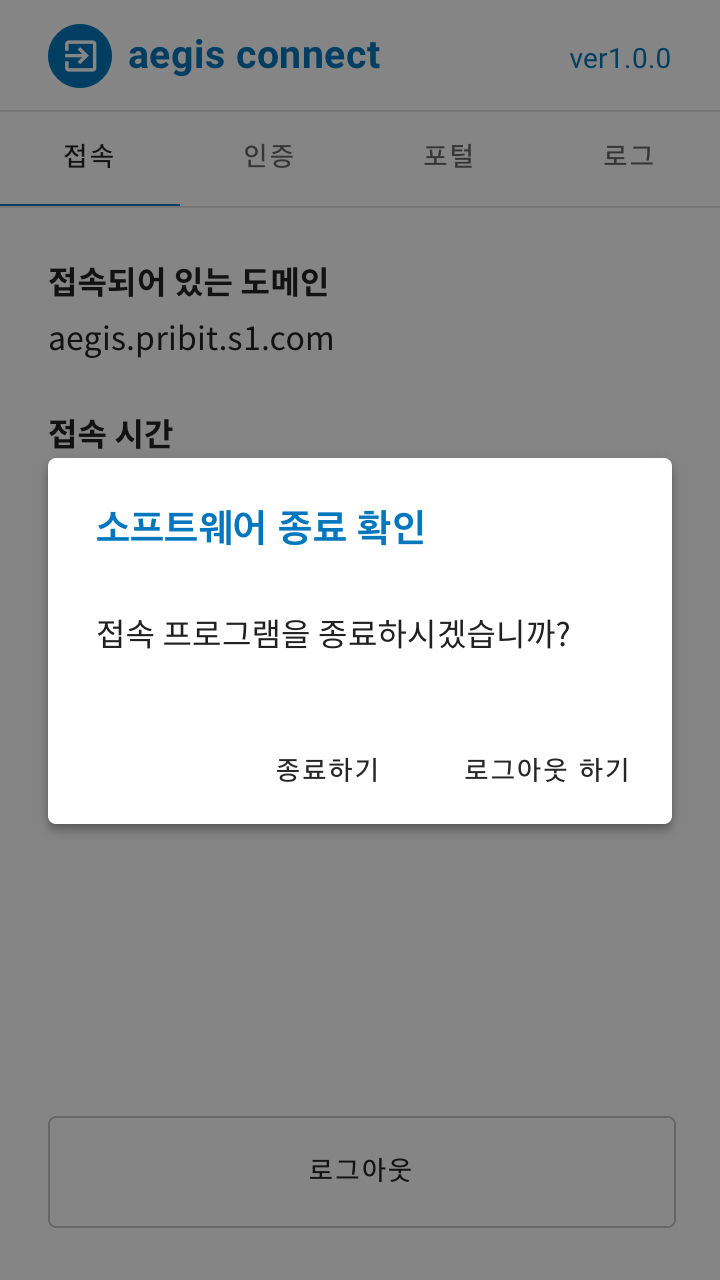 aegis connect
ver1.0.0
접속 인증 포털 로그
접속되어 있는 도메인
aegis.pribit.s1.com
접속 시간
소프트웨어 종료 확인
접속 프로그램을 종료하시겠습니까?
종료하기 로그아웃 하기
로그아웃